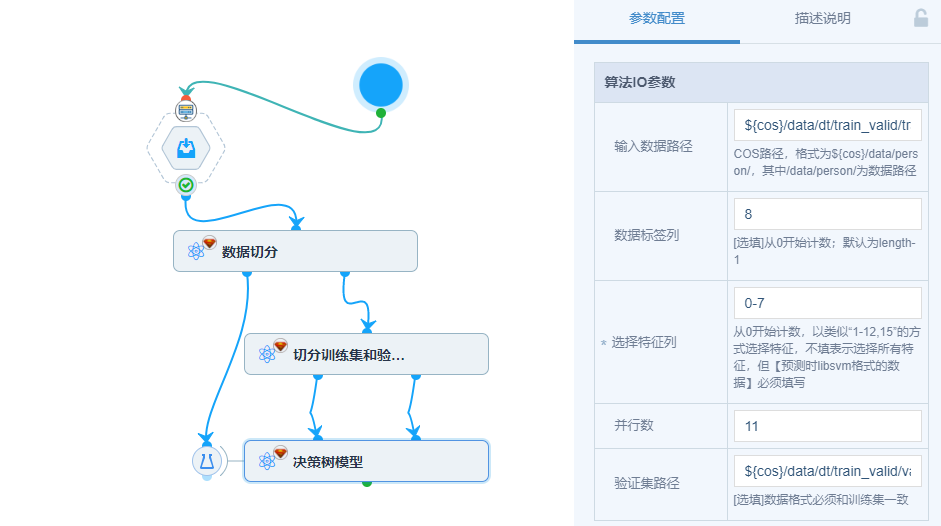 参数配置
描述说明
算法IO参数
输入数据路径
${cos}/data/dt/train_valid/tr
COS路径，格式为${cos}/data/pers
on/，其中/data/person/为数据路径
数据标签列
8
[选填]从0开始计数；默认为length-
1
* 选择特征列
0-7
从0开始计数，以类似“1-12,15”的方
式选择特征，不填表示选择所有特
征，但【预测时libsvm格式的数
据】必须填写
并行数
11
验证集路径
${cos}/data/dt/train_valid/va
[选填]数据格式必须和训练集一致
数据切分
切分训练集和验...
决策树模型